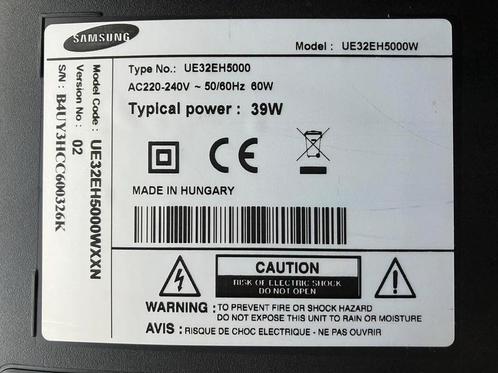 SAMSUNG
Model : UE32EH5000W
Type No.: UE32EH5000
AC220-240V ~ 50/60Hz 60W
Typical power : 39W
CE
MADE IN HUNGARY
CAUTION
RISK OF ELECTRIC SHOCK
DO NOT OPEN
WARNING : TO PREVENT FIRE OR SHOCK HAZARD
DO NOT EXPOSE THIS UNIT TO RAIN OR MOISTURE
AVIS : RISQUE DE CHOC ELECTRIQUE - NE PAS OUVRIR
Model Code : UE32EH5000WXXN
Version No : 02
S/N : B4UY3HCC600326K